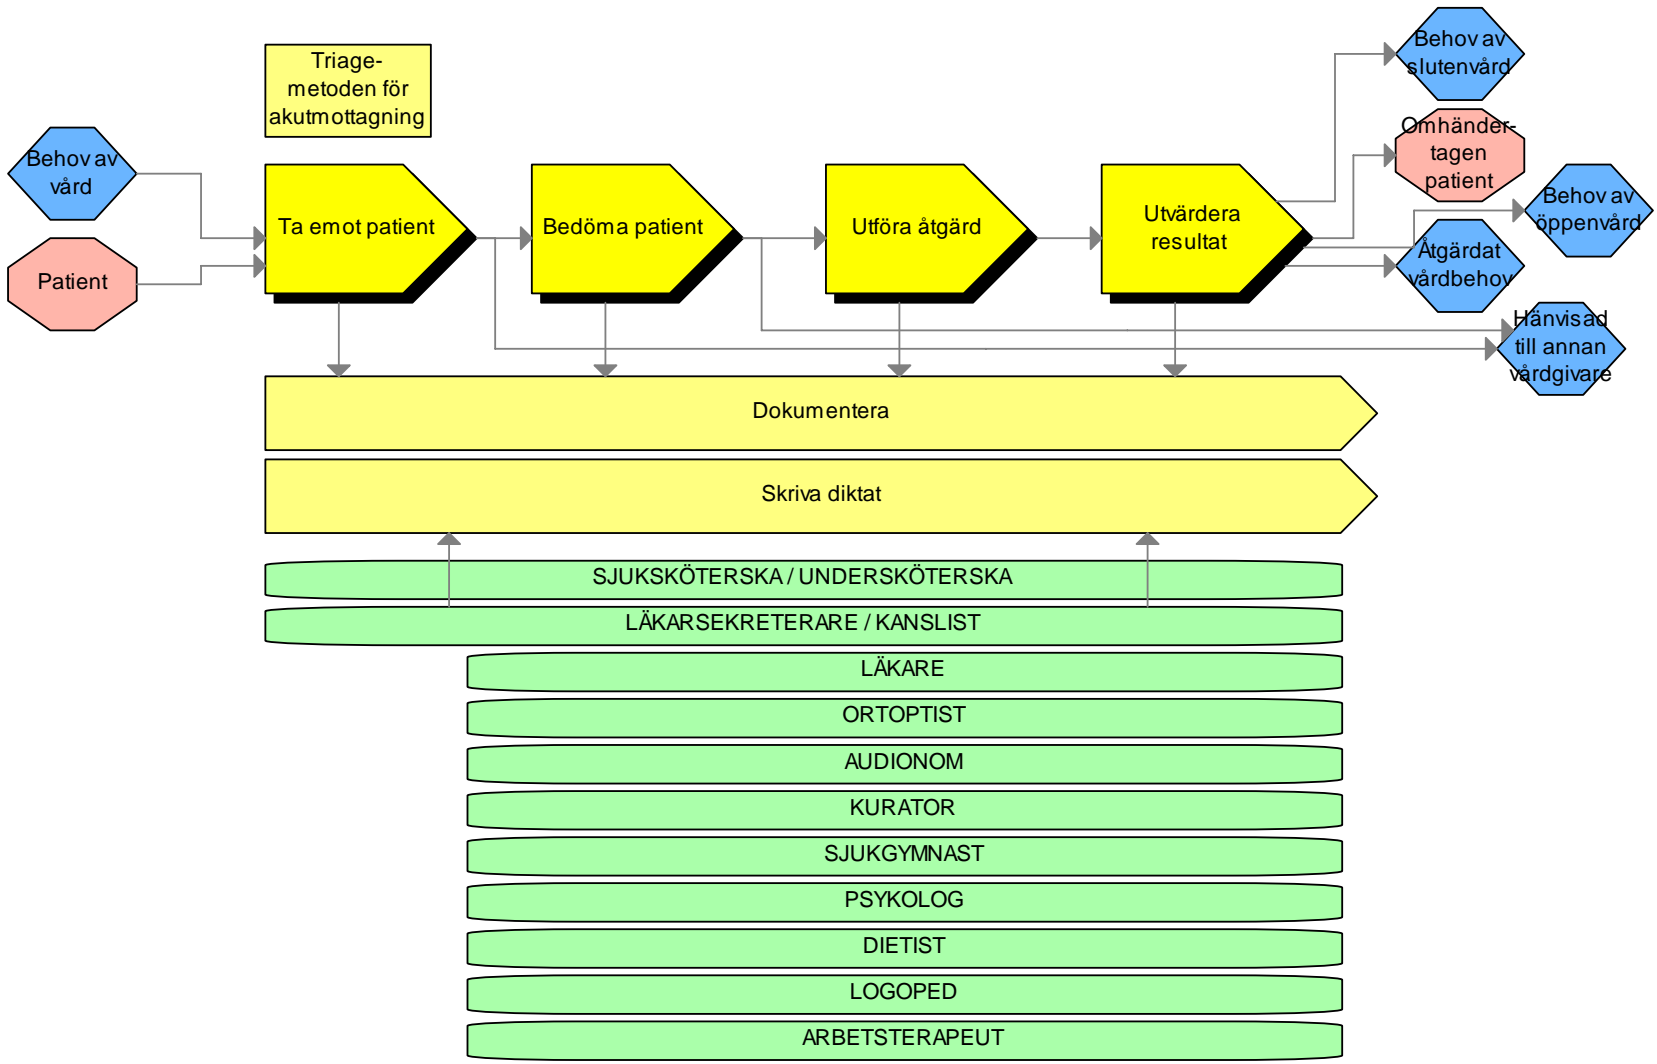 Triage-
metoden för
akutmottagning
Behov av
vård
Patient
Ta emot patient
Bedöma patient
Utföra åtgärd
Utvärdera
resultat
Behov av
slutenvård
Omhänder-
tagen
patient
Behov av
öppenvård
Åtgärdat
vårdbehov
Hänvisad
till annan
vårdgivare
Dokumentera
Skriva diktat
SJUKSKÖTERSKA / UNDERSKÖTERSKA
LÄKARSEKRETERARE / KANSLIST
LÄKARE
ORTOPTIST
AUDIONOM
KURATOR
SJUKGYMNAST
PSYKOLOG
DIETIST
LOGOPED
ARBETSTERAPEUT